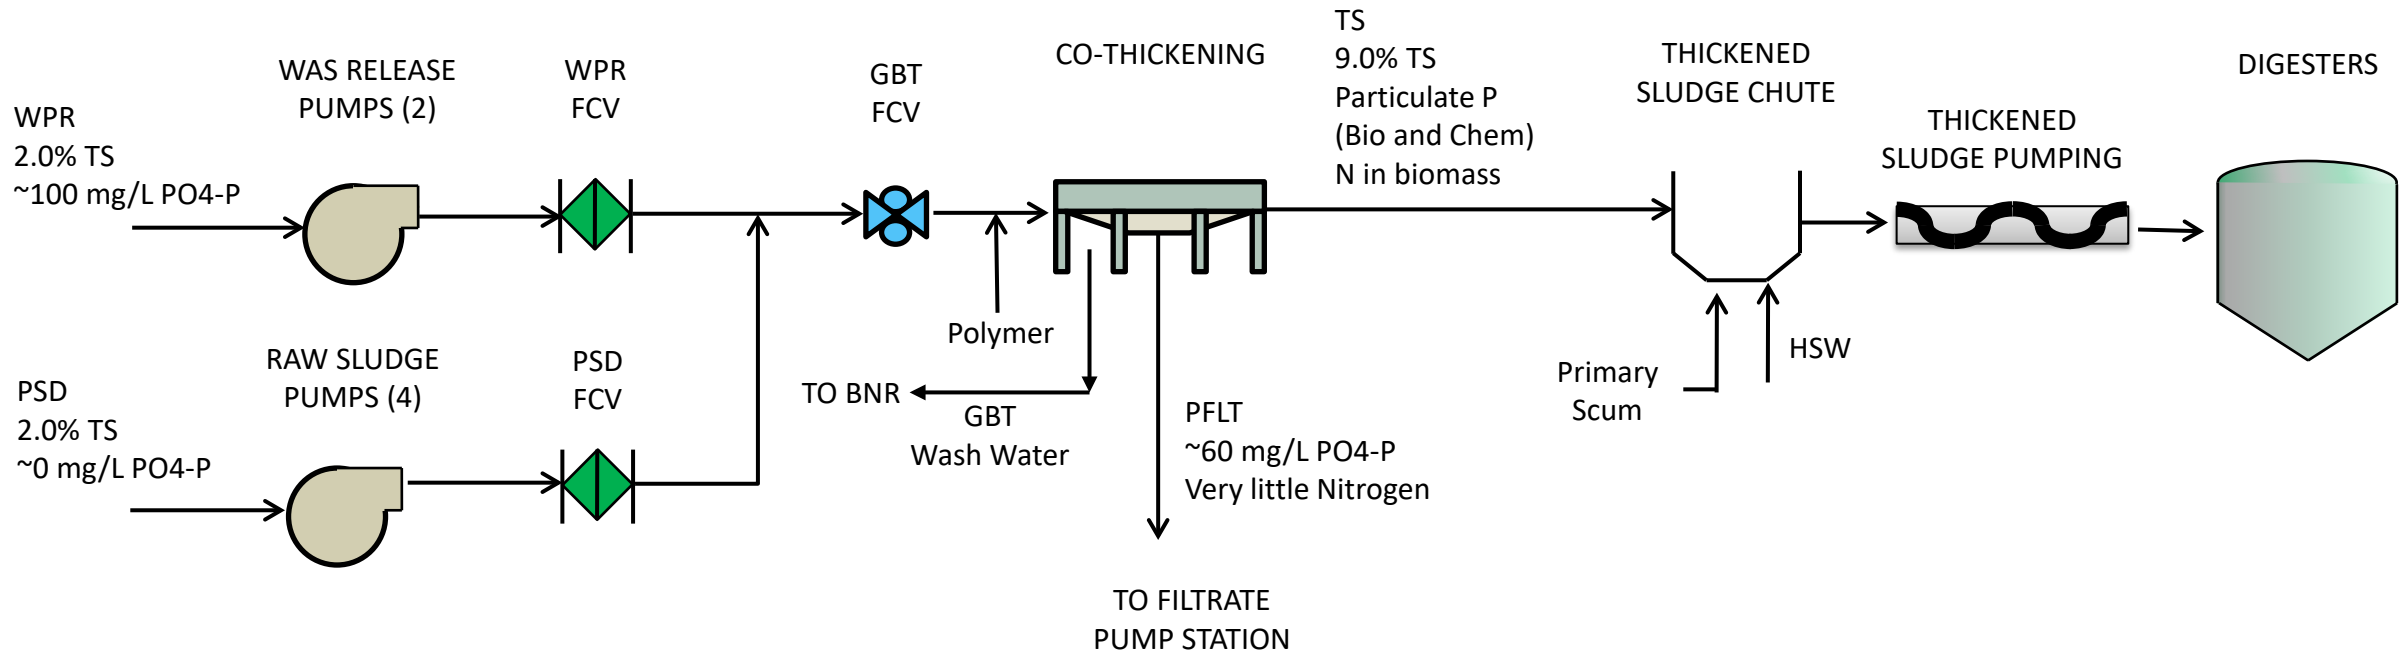 WPR
2.0% TS
~100 mg/L PO4-P
WAS RELEASE
PUMPS (2)
WPR
FCV
GBT
FCV
CO-THICKENING
TS
9.0% TS
Particulate P
(Bio and Chem)
N in biomass
THICKENED
SLUDGE CHUTE
THICKENED
SLUDGE PUMPING
DIGESTERS
PSD
2.0% TS
~0 mg/L PO4-P
RAW SLUDGE
PUMPS (4)
PSD
FCV
Polymer
TO BNR
GBT
Wash Water
PFLT
~60 mg/L PO4-P
Very little Nitrogen
TO FILTRATE
PUMP STATION
Primary
Scum
HSW